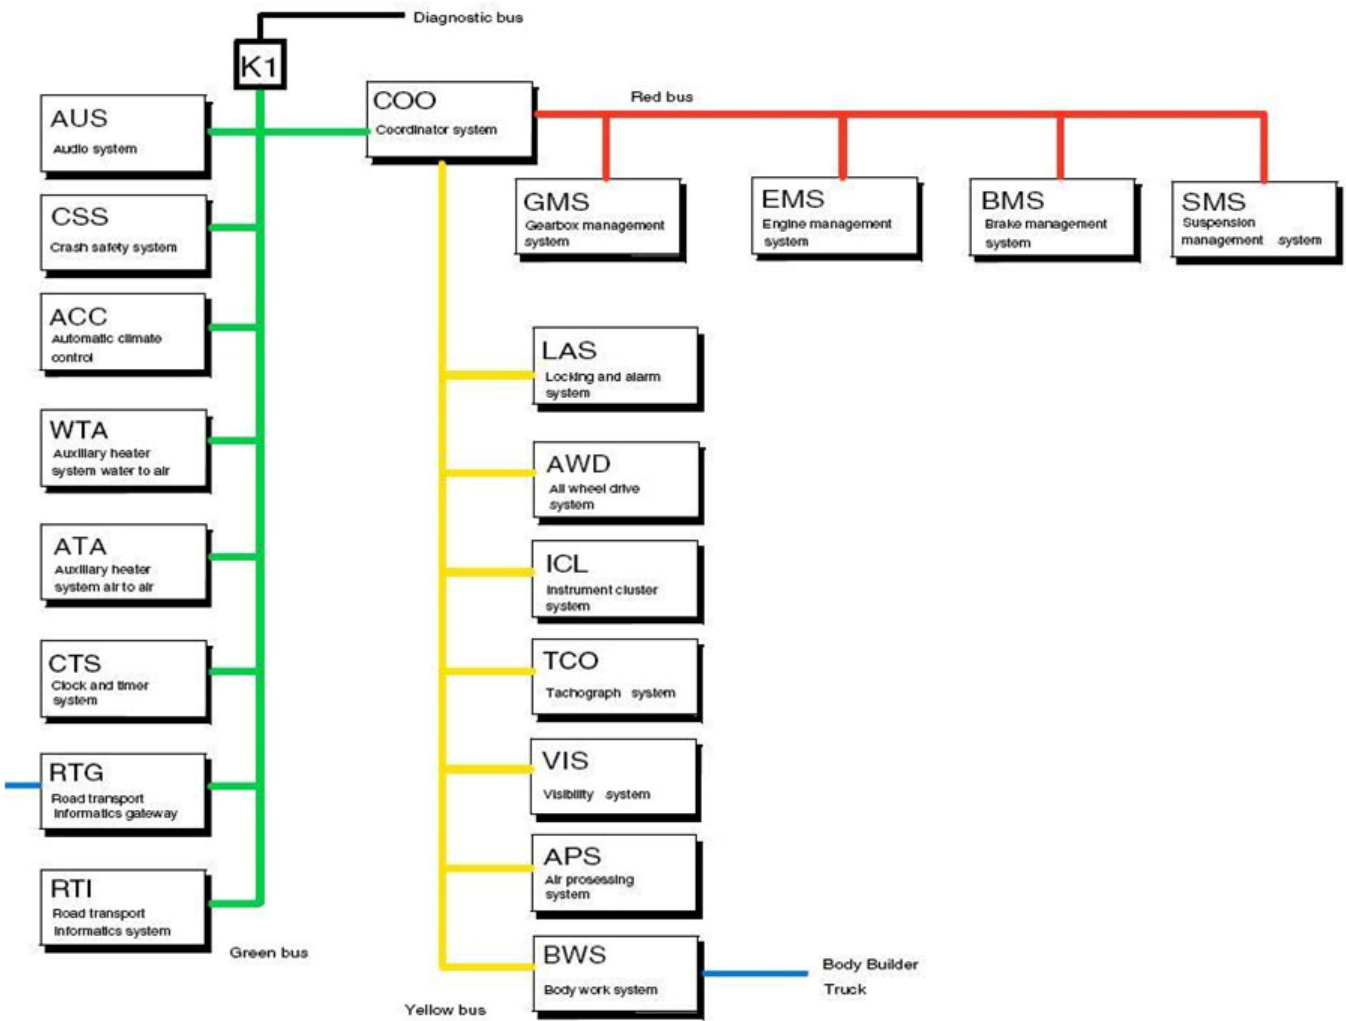 Diagnostic bus
K1
AUS
Audio system
CSS
Crash safety system
ACC
Automatic climate
control
WTA
Auxiliary heater
system water to air
ATA
Auxiliary heater
system air to air
CTS
Clock and timer
system
RTG
Road transport
Informatics gateway
RTI
Road transport
Informatics system
Green bus
COO
Coordinator system
Red bus
GMS
Gearbox management
system
EMS
Engine management
system
BMS
Brake management
system
SMS
Suspension
management system
LAS
Locking and alarm
system
AWD
All wheel drive
system
ICL
Instrument cluster
system
TCO
Tachograph system
VIS
Visibility system
APS
Air prosessing
system
BWS
Body work system
Yellow bus
Body Builder
Truck